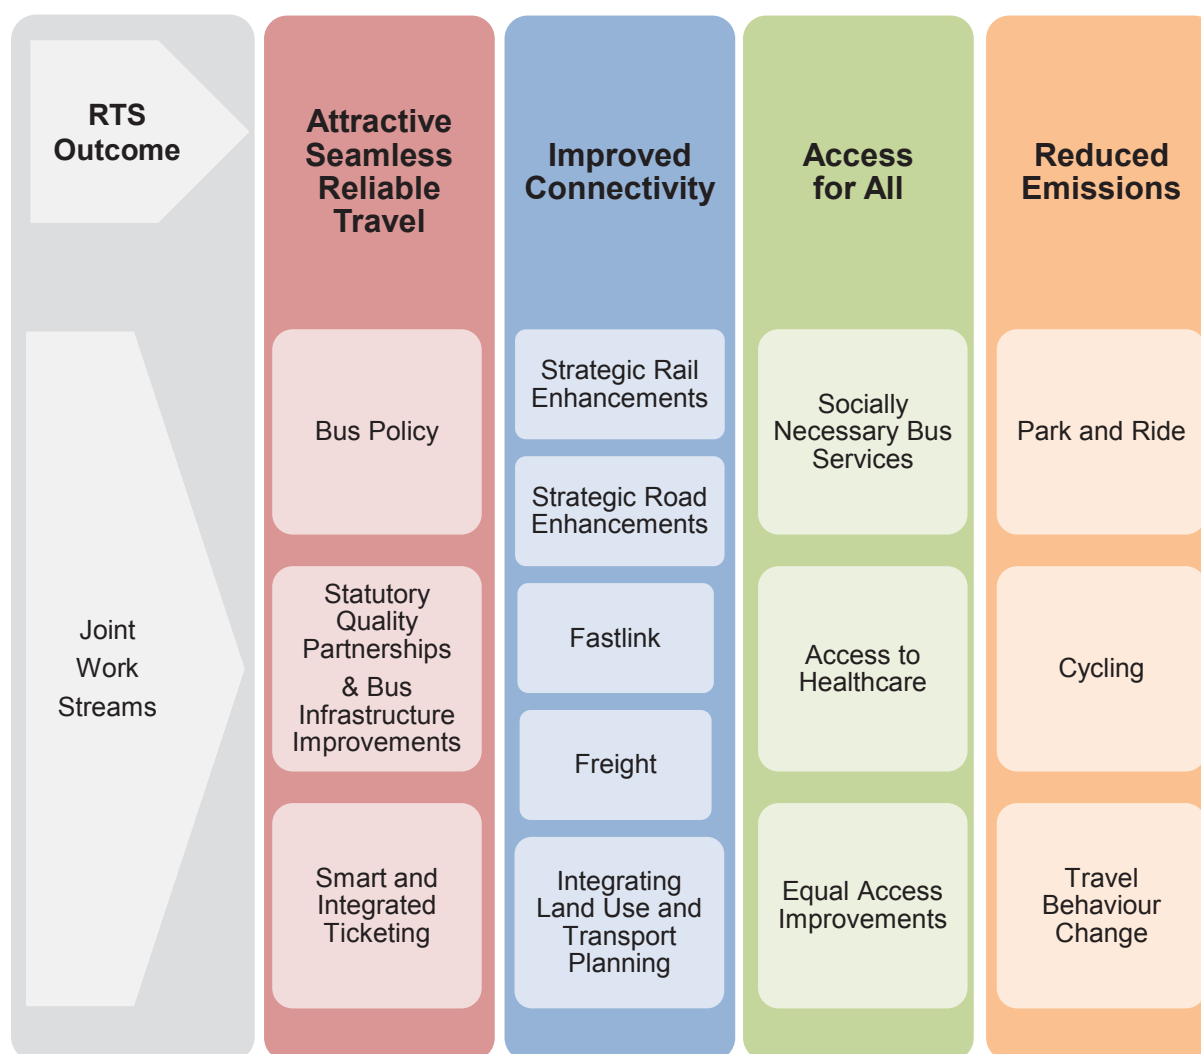 RTS
Outcome
Attractive
Seamless
Reliable
Travel
Improved
Connectivity
Access
for All
Reduced
Emissions
Joint
Work
Streams
Bus Policy
Statutory
Quality
Partnerships
& Bus
Infrastructure
Improvements
Smart and
Integrated
Ticketing
Strategic Rail
Enhancements
Strategic Road
Enhancements
Fastlink
Freight
Integrating
Land Use and
Transport
Planning
Socially
Necessary Bus
Services
Access to
Healthcare
Equal Access
Improvements
Park and Ride
Cycling
Travel
Behaviour
Change